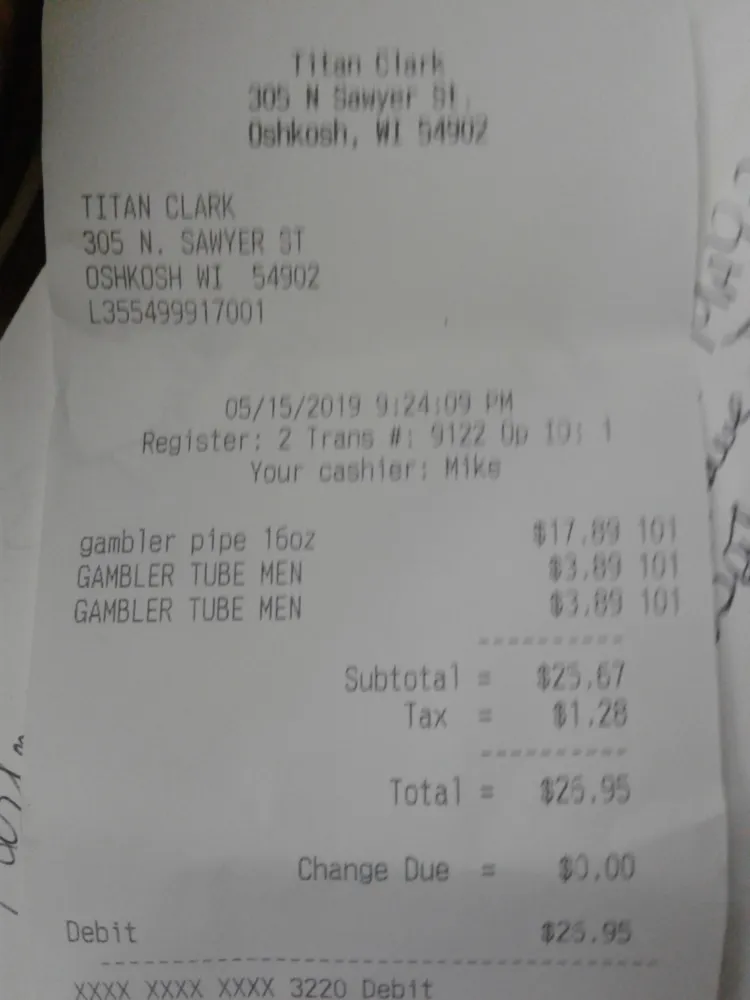 Titan Clark
305 N Sawyer St.
Oshkosh, WI 54902
TITAN CLARK
305 N. SAWYER ST
OSHKOSH WI 54902
L355499917001
05/15/2019 9:24:09 PM
Register: 2 Trans #: 9122 Op ID: 1
Your cashier: Mike
gambler pipe 16oz $17.89 101
GAMBLER TUBE MEN $3.89 101
GAMBLER TUBE MEN $3.89 101
----------
Subtotal = $25.67
Tax = $1.28
----------
Total = $26.95
Change Due = $0.00
Debit $26.95
XXXX XXXX XXXX 3220 Debit